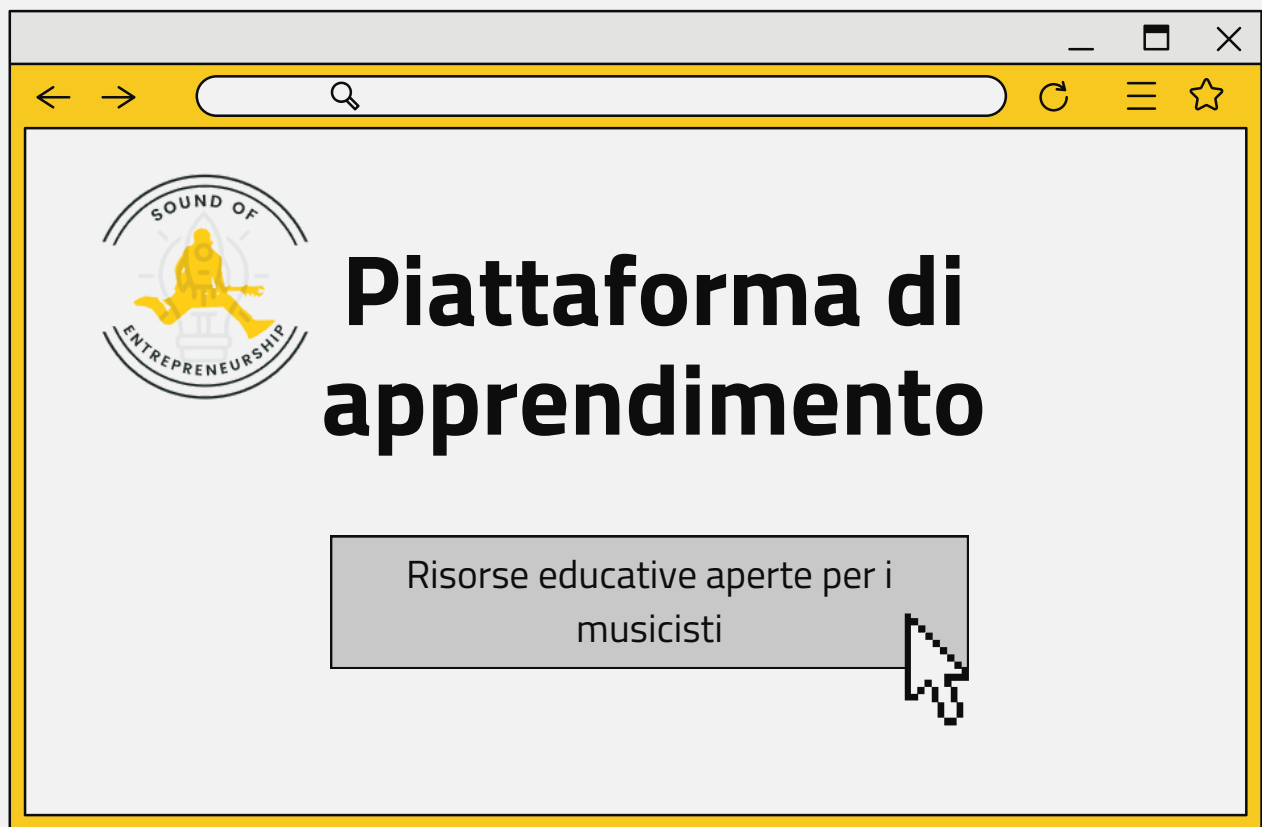 SOUND OF
ENTREPRENEURSHIP
Piattaforma di
apprendimento
Risorse educative aperte per i
musicisti